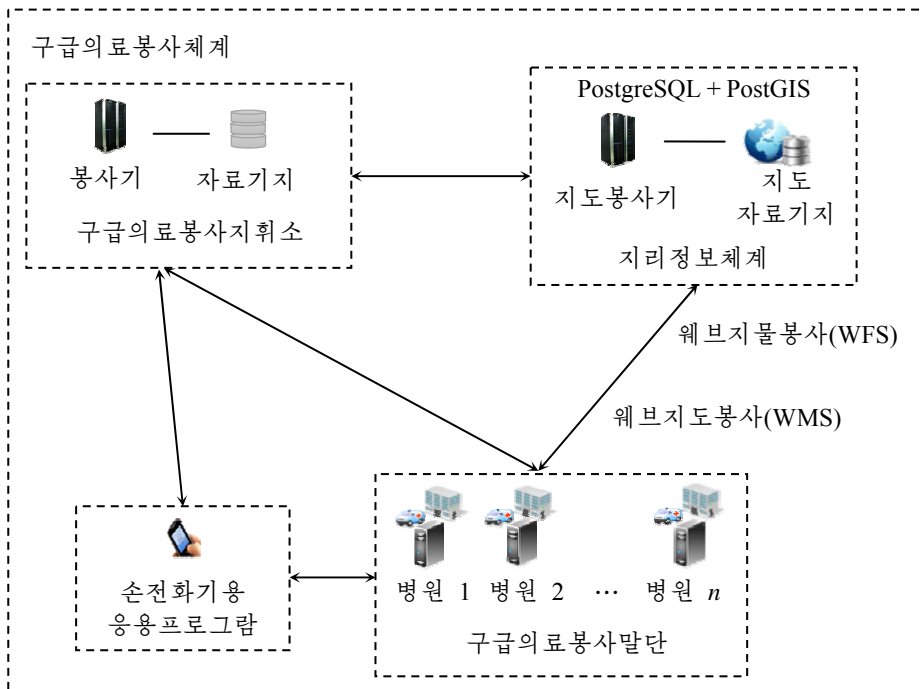 구급의료봉사체계
봉사기
자료기지
구급의료봉사지휘소
PostgreSQL + PostGIS
지도봉사기
지도
자료기지
지리정보체계
웨브지물봉사(WFS)
웨브지도봉사(WMS)
손전화기용
응용프로그람
병원 1 병원 2 … 병원 n
구급의료봉사말단